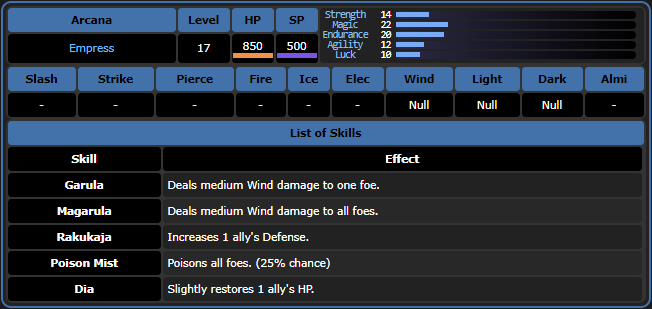 Arcana Level HP SP
Empress 17 850 500
Strength 14
Magic 22
Endurance 20
Agility 12
Luck 10
Slash Strike Pierce Fire Ice Elec Wind Light Dark Almi
- - - - - - Null Null Null -
List of Skills
Skill Effect
Garula Deals medium Wind damage to one foe.
Magarula Deals medium Wind damage to all foes.
Rakukaja Increases 1 ally's Defense.
Poison Mist Poisons all foes. (25% chance)
Dia Slightly restores 1 ally's HP.